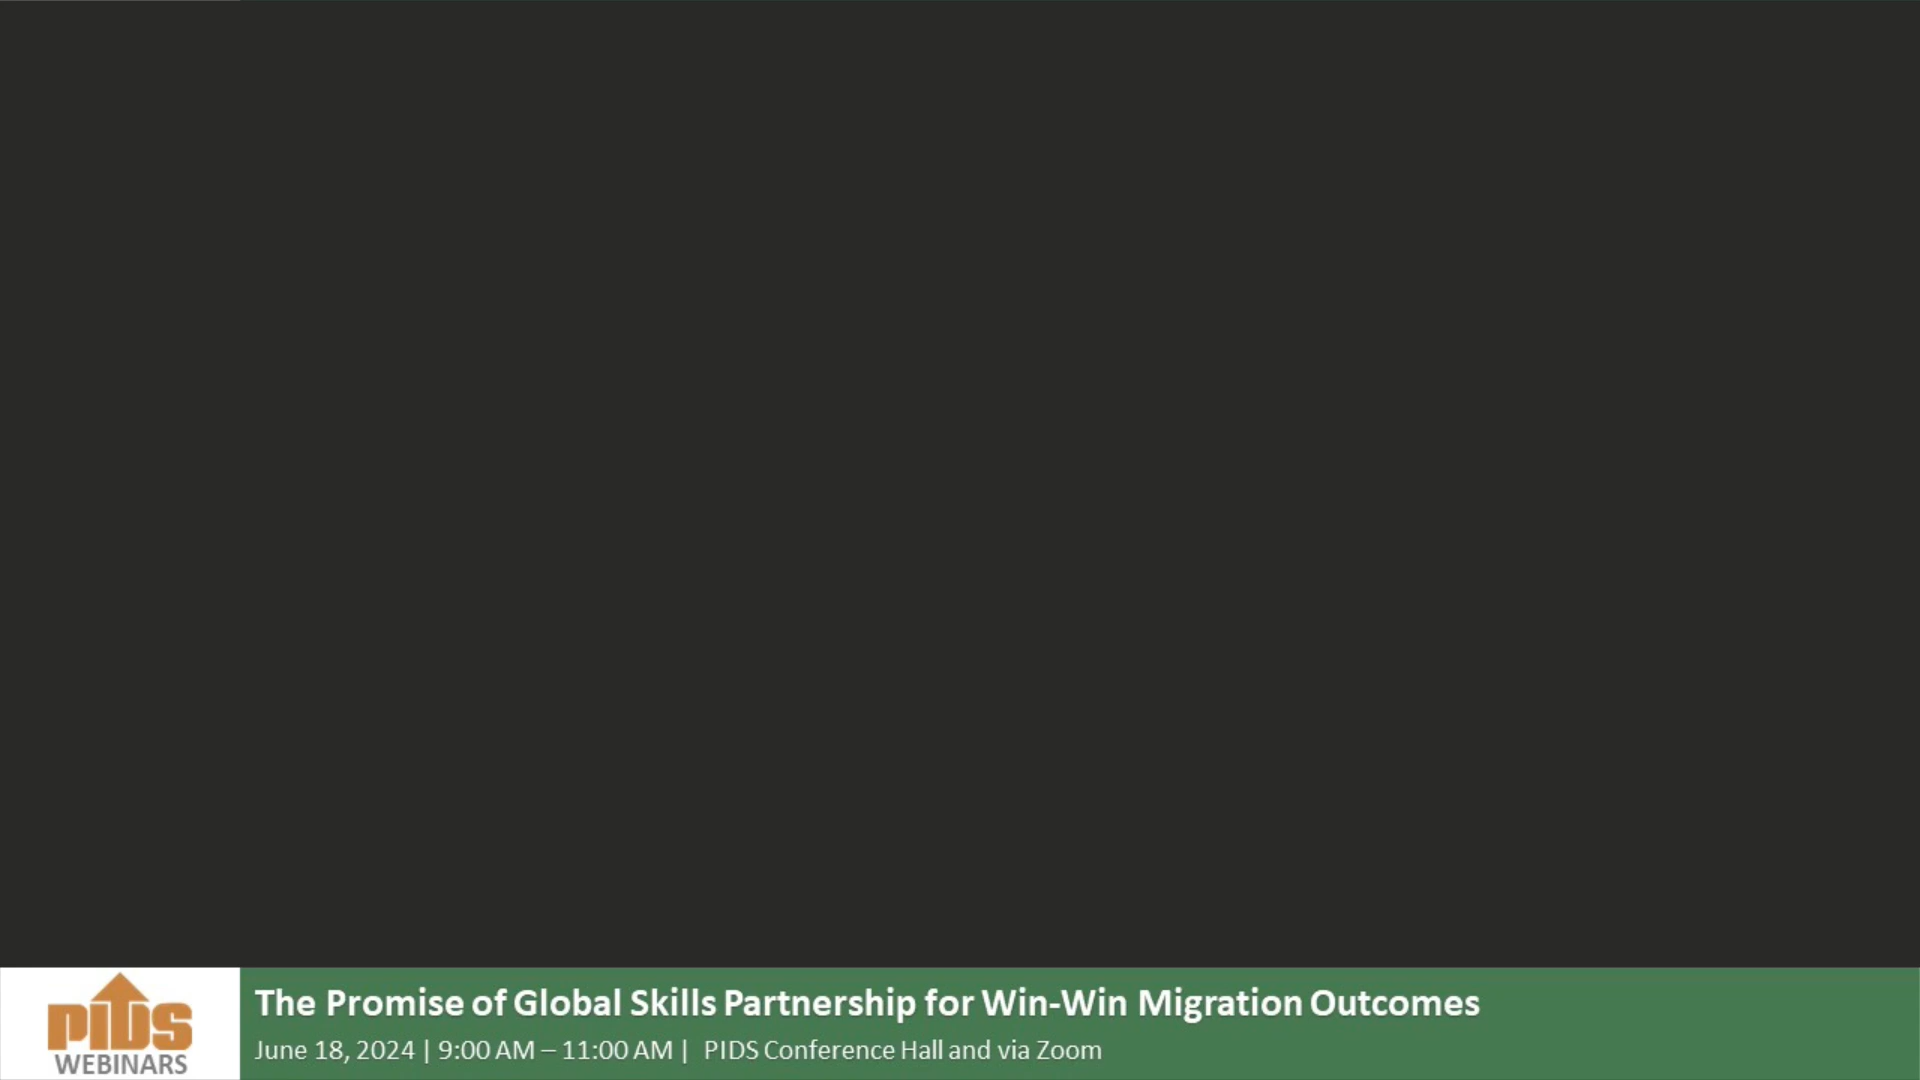 PIDS
WEBINARS
The Promise of Global Skills Partnership for Win-Win Migration Outcomes
June 18, 2024 | 9:00 AM – 11:00 AM | PIDS Conference Hall and via Zoom